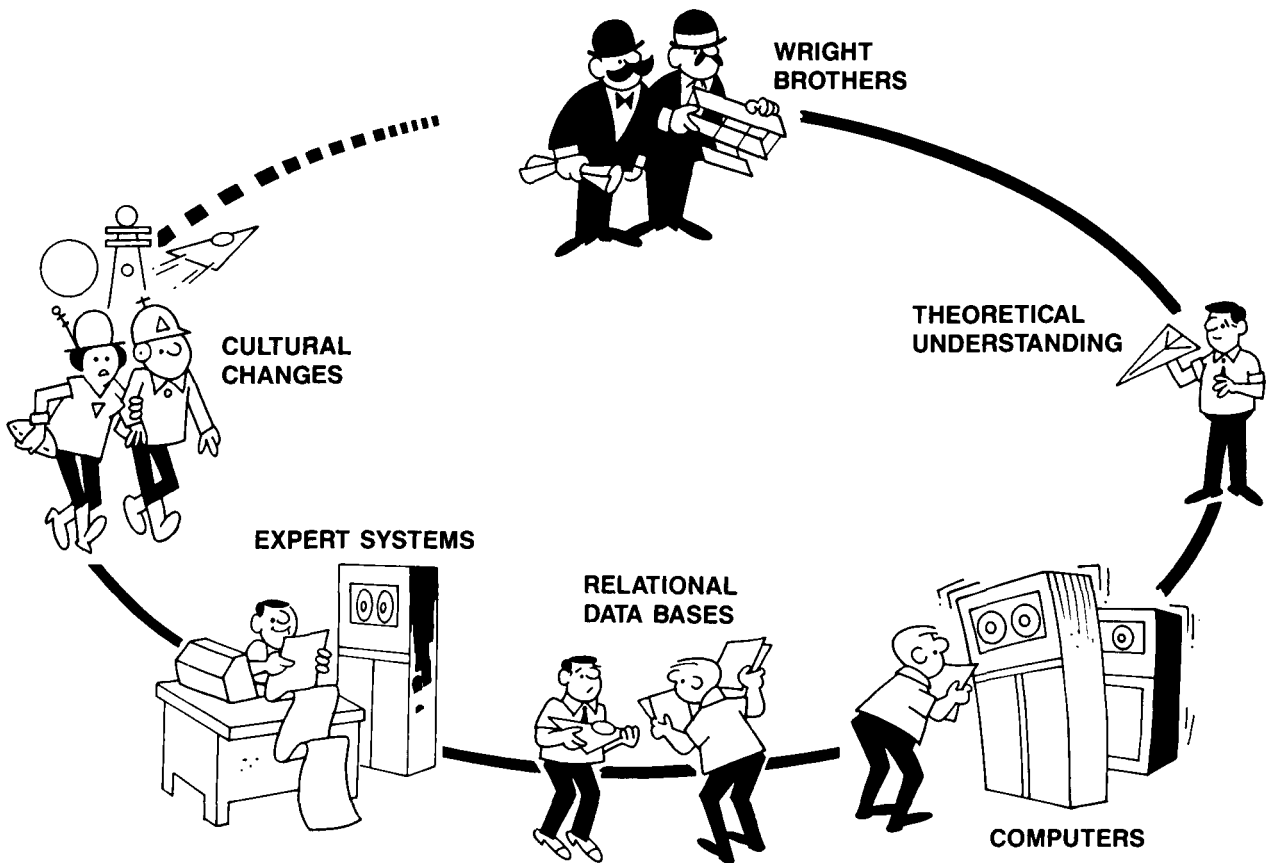 WRIGHT
BROTHERS
THEORETICAL
UNDERSTANDING
COMPUTERS
RELATIONAL
DATA BASES
EXPERT SYSTEMS
CULTURAL
CHANGES